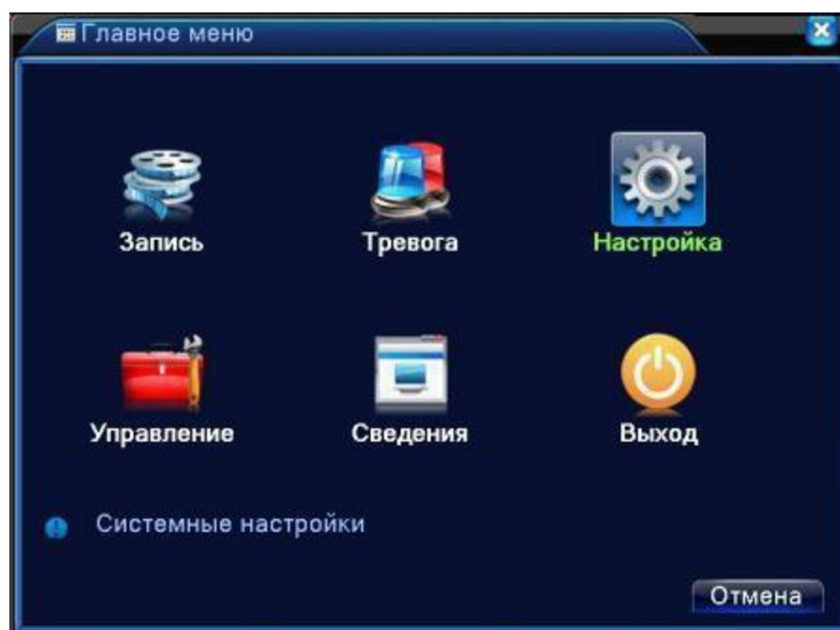 Главное меню
Запись Тревога Настройка
Управление Сведения Выход
Системные настройки
Отмена